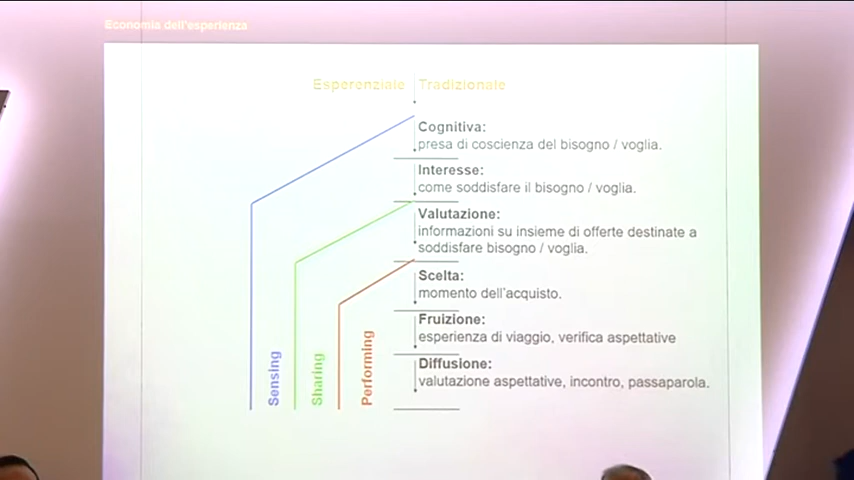 Economia dell'esperienza
Esperenziale Tradizionale
Cognitiva:
presa di coscienza del bisogno / voglia.
Interesse:
come soddisfare il bisogno / voglia.
Valutazione:
informazioni su insieme di offerte destinate a
soddisfare bisogno / voglia.
Scelta:
momento dell'acquisto.
Fruizione:
esperienza di viaggio, verifica aspettative
Diffusione:
valutazione aspettative, incontro, passaparola.
Sensing
Sharing
Performing